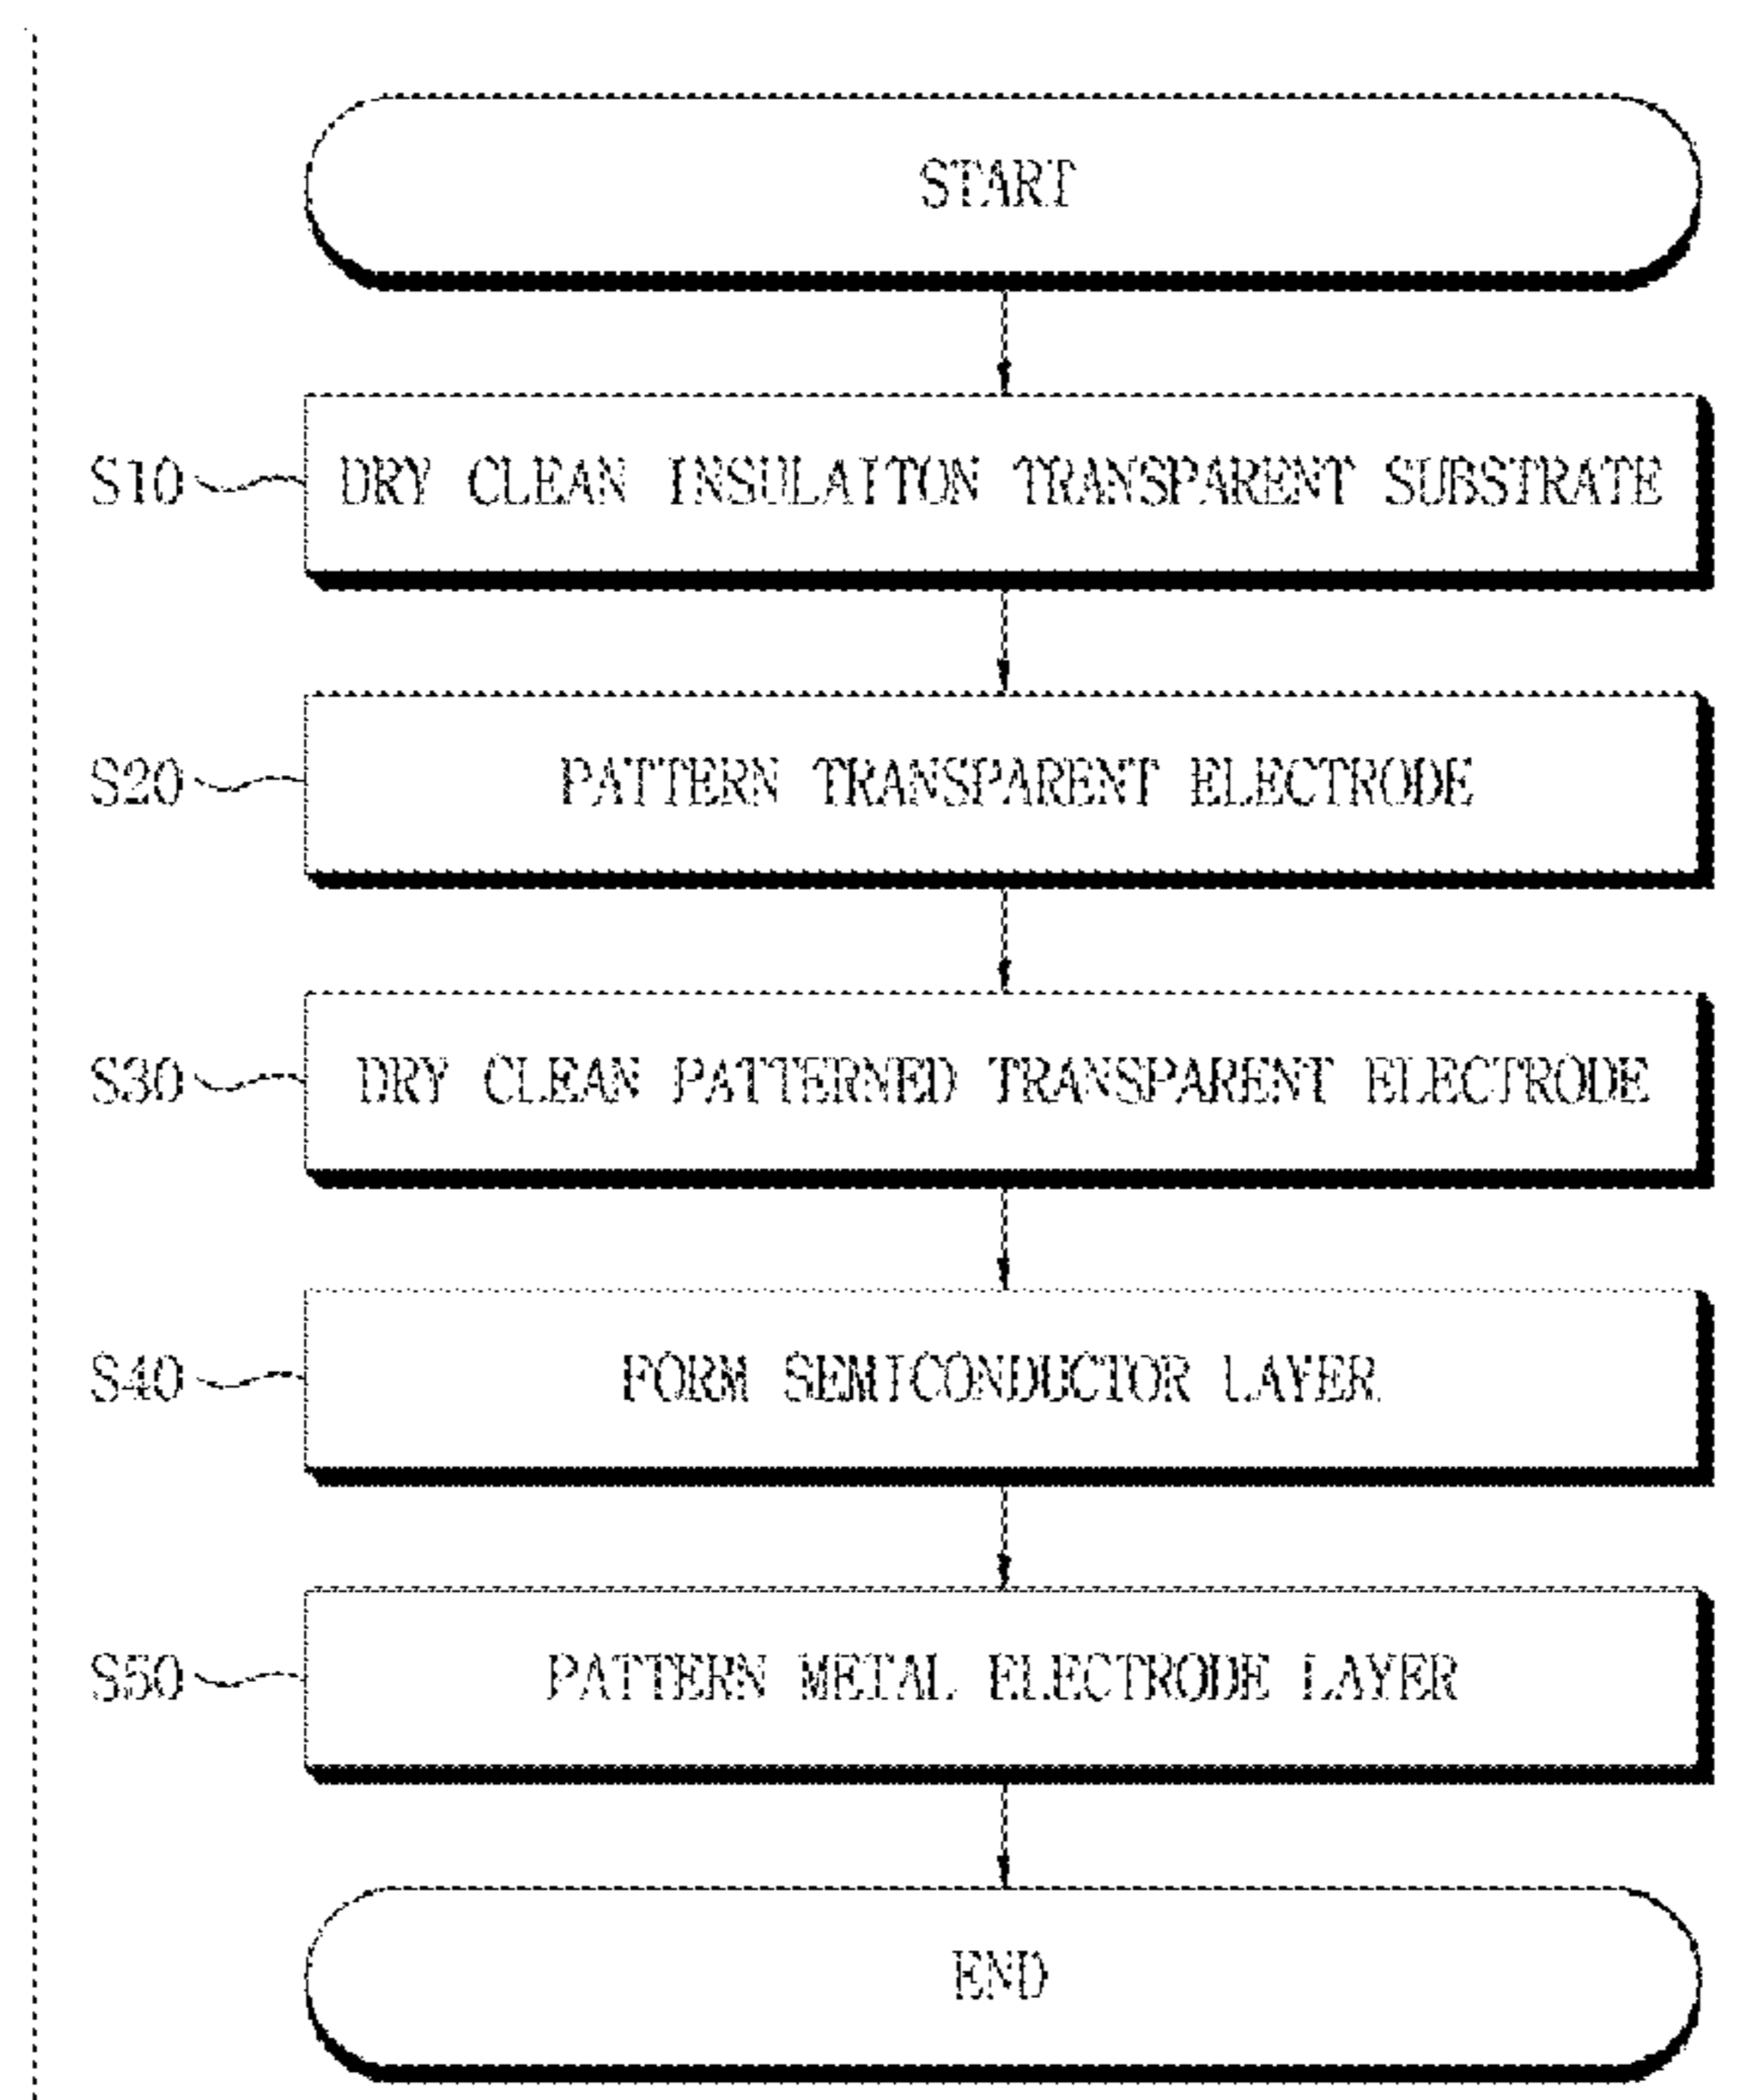 START
S10 DRY CLEAN INSULAITON TRANSPARENT SUBSTRATE
S20 PATTERN TRANSPARENT ELECTRODE
S30 DRY CLEAN PATTERNED TRANSPARENT ELECTRODE
S40 FORM SEMICONDUCTOR LAYER
S50 PATTERN METAL ELECTRODE LAYER
END